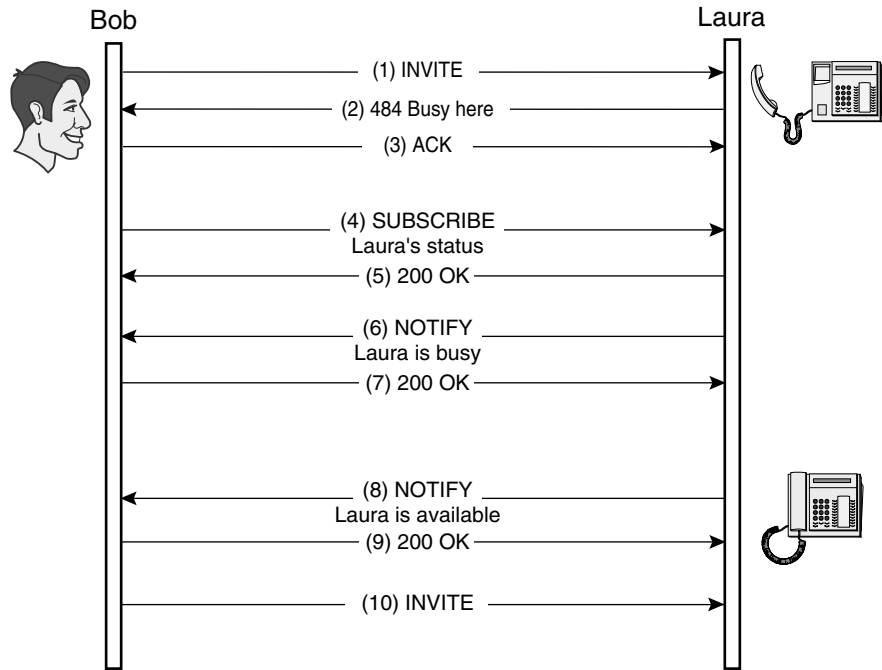 Bob
Laura
(1) INVITE
(2) 484 Busy here
(3) ACK
(4) SUBSCRIBE
Laura's status
(5) 200 OK
(6) NOTIFY
Laura is busy
(7) 200 OK
(8) NOTIFY
Laura is available
(9) 200 OK
(10) INVITE